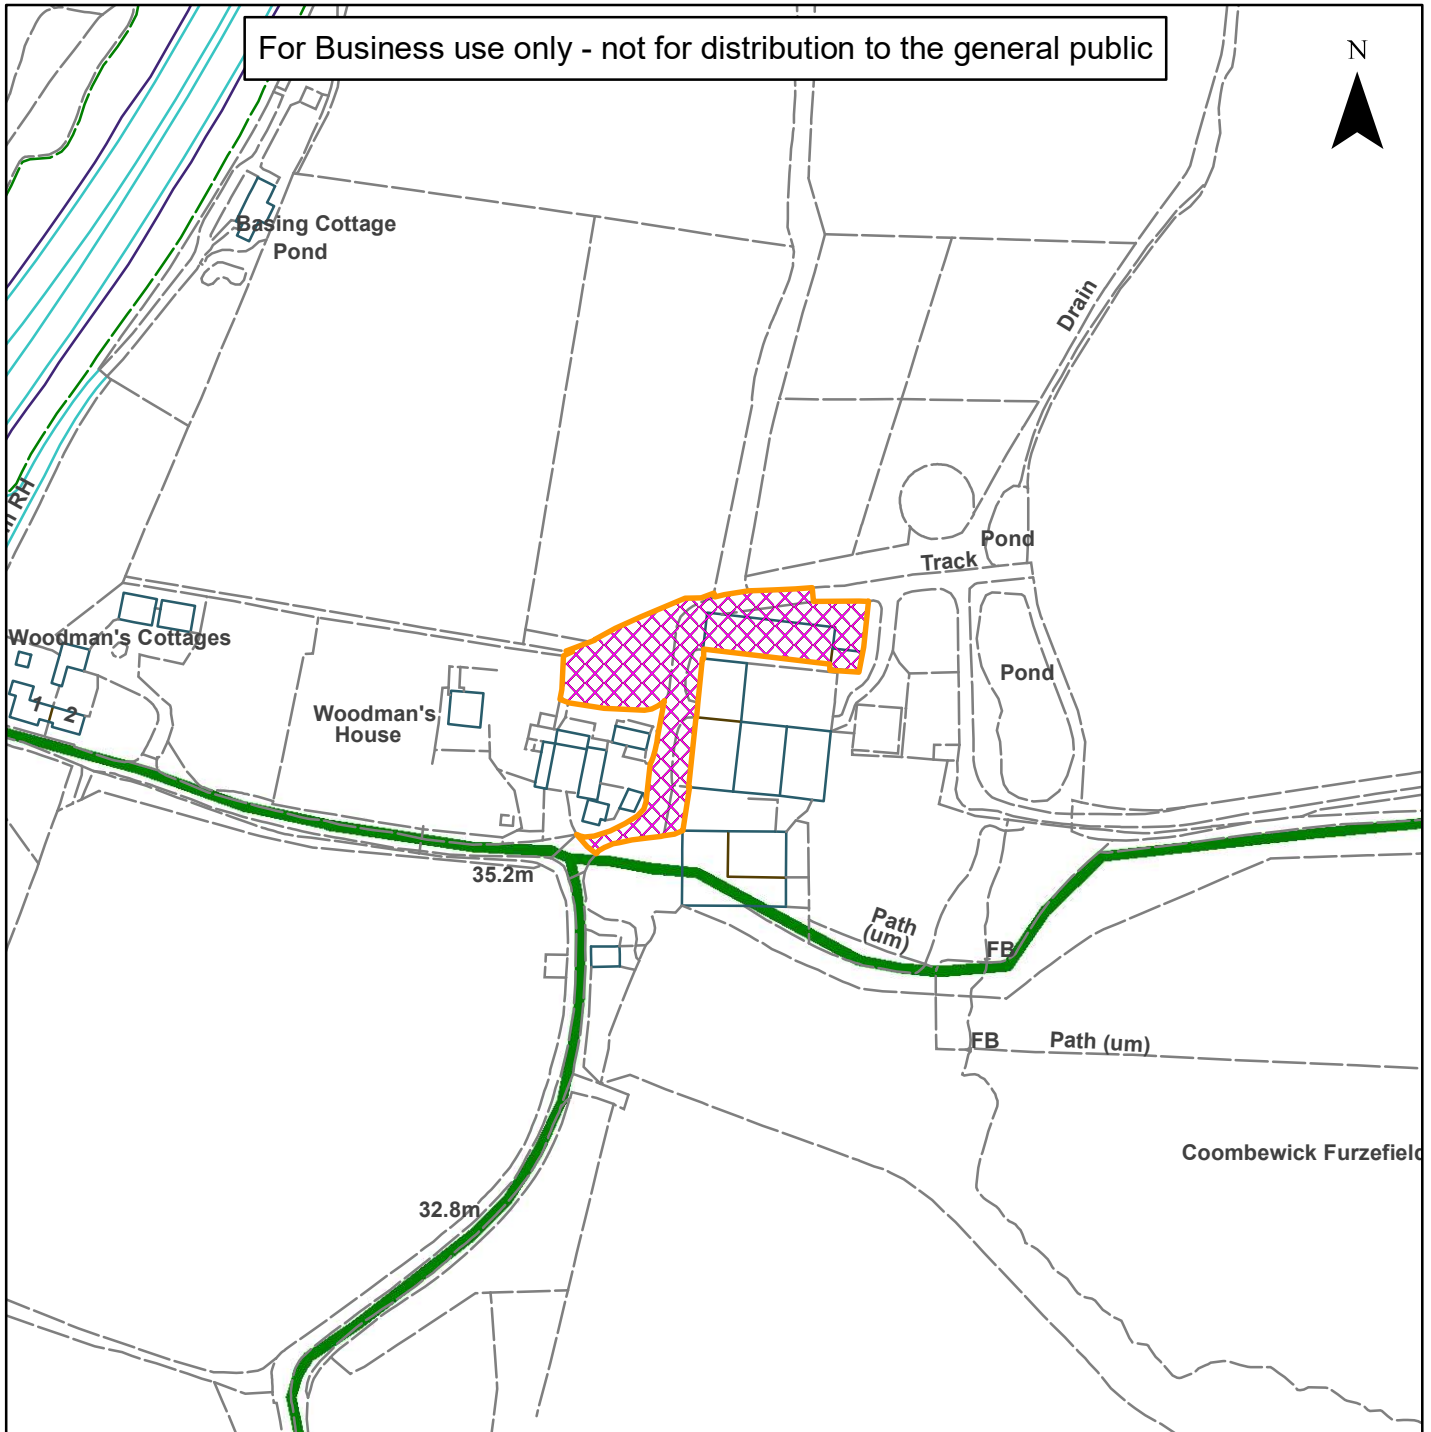 For Business use only - not for distribution to the general public
N
Basing Cottage
Pond
Drain
RH
Pond
Track
Woodman's Cottages
1
2
Woodman's
House
Pond
35.2m
Path
(um)
FB
FB
Path (um)
Coombewick Furzefield
32.8m